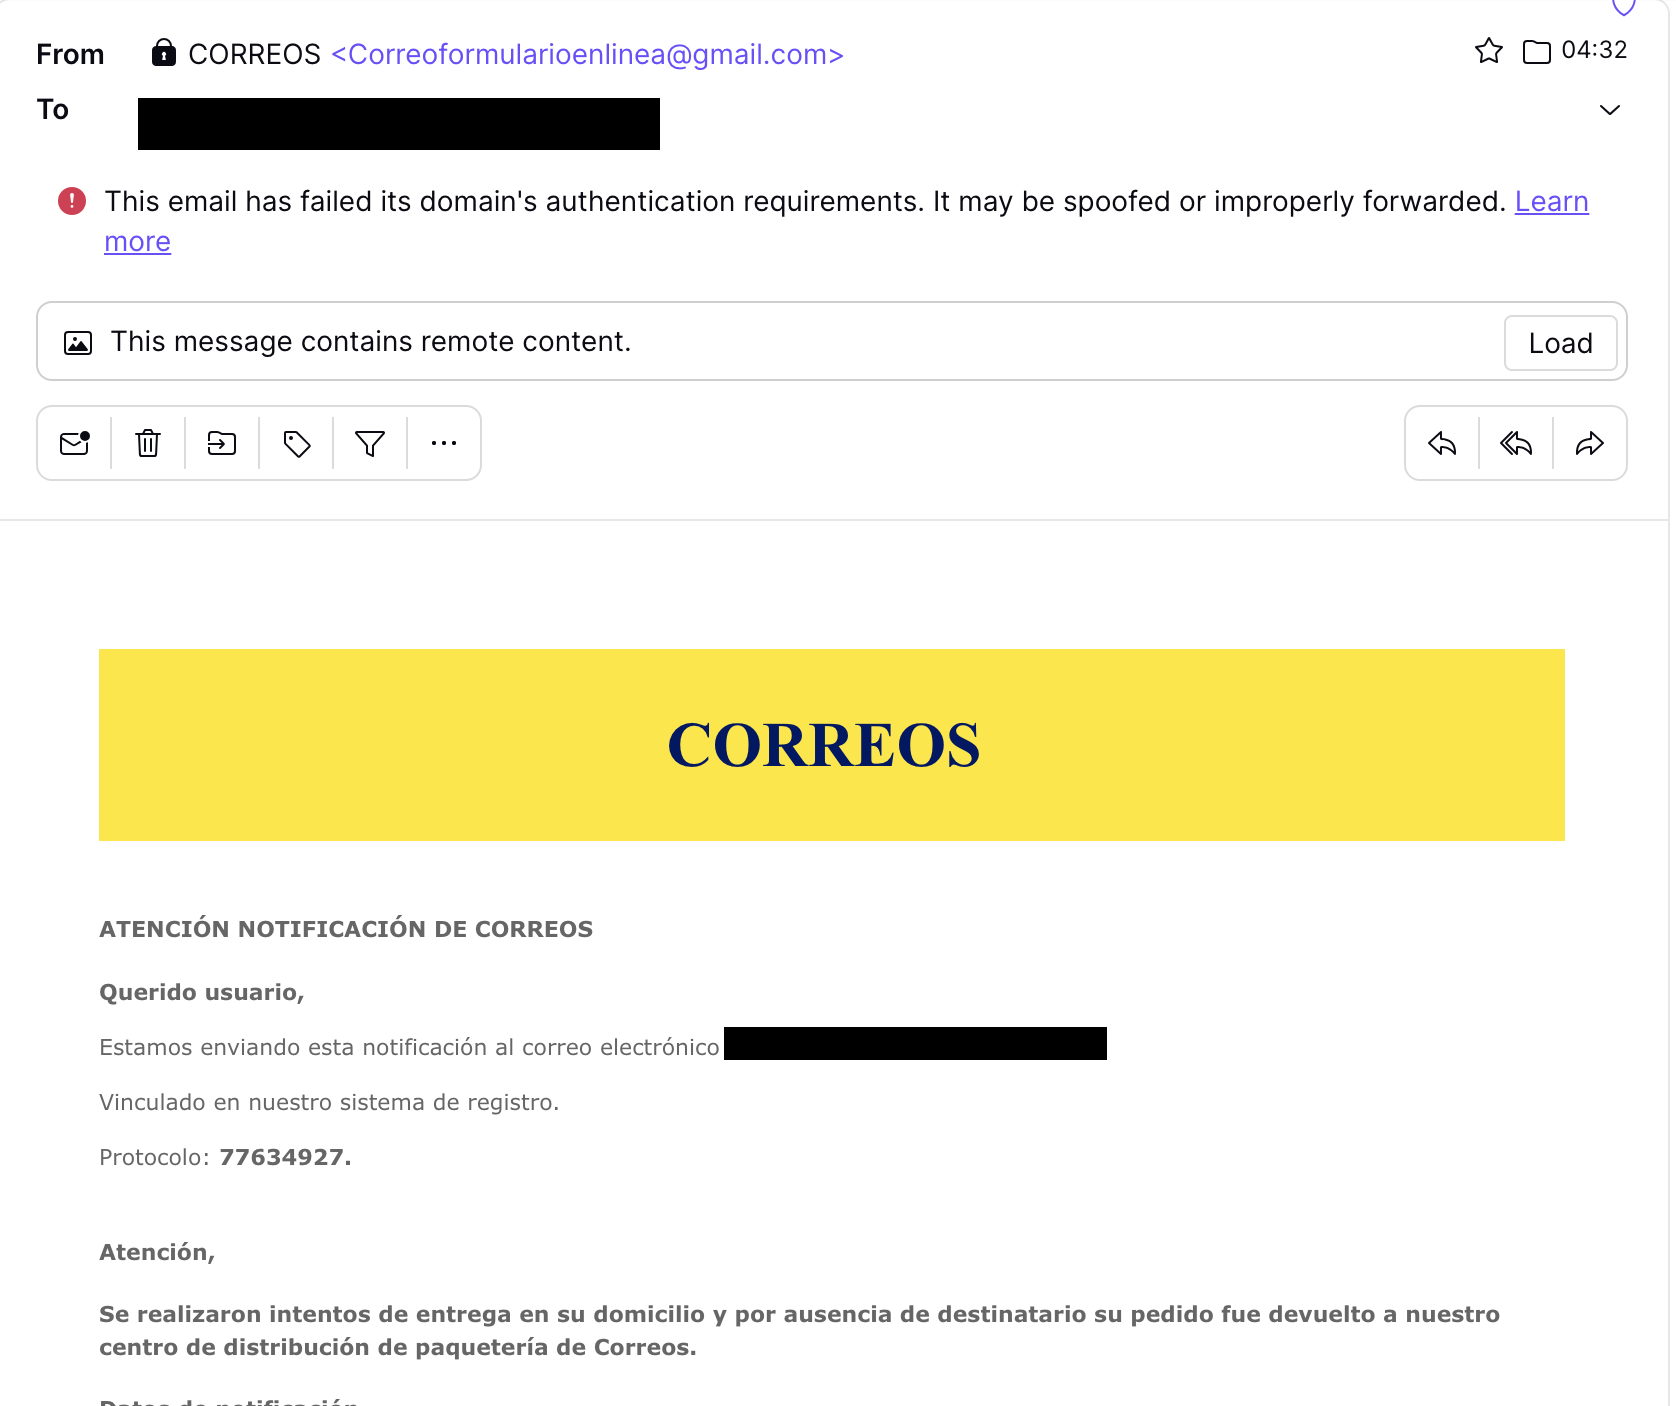 From CORREOS <Correoformularioenlinea@gmail.com> 04:32
To
This email has failed its domain's authentication requirements. It may be spoofed or improperly forwarded. Learn
more
This message contains remote content. Load
CORREOS
ATENCIÓN NOTIFICACIÓN DE CORREOS
Querido usuario,
Estamos enviando esta notificación al correo electrónico
Vinculado en nuestro sistema de registro.
Protocolo: 77634927.
Atención,
Se realizaron intentos de entrega en su domicilio y por ausencia de destinatario su pedido fue devuelto a nuestro
centro de distribución de paquetería de Correos.
Datos de notificación